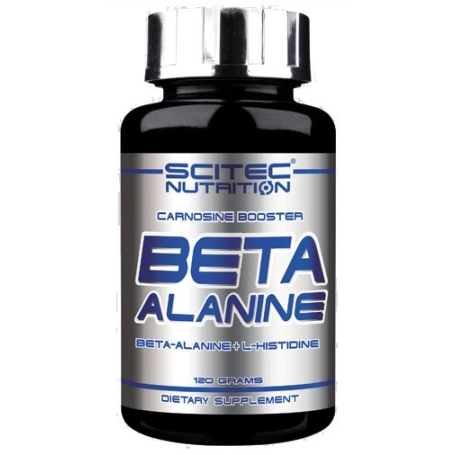 SCITEC®
NUTRITION
CARNOSINE BOOSTER
BETA
ALANINE
BETA-ALANINE + L-HISTIDINE
120 GRAMS
DIETARY SUPPLEMENT